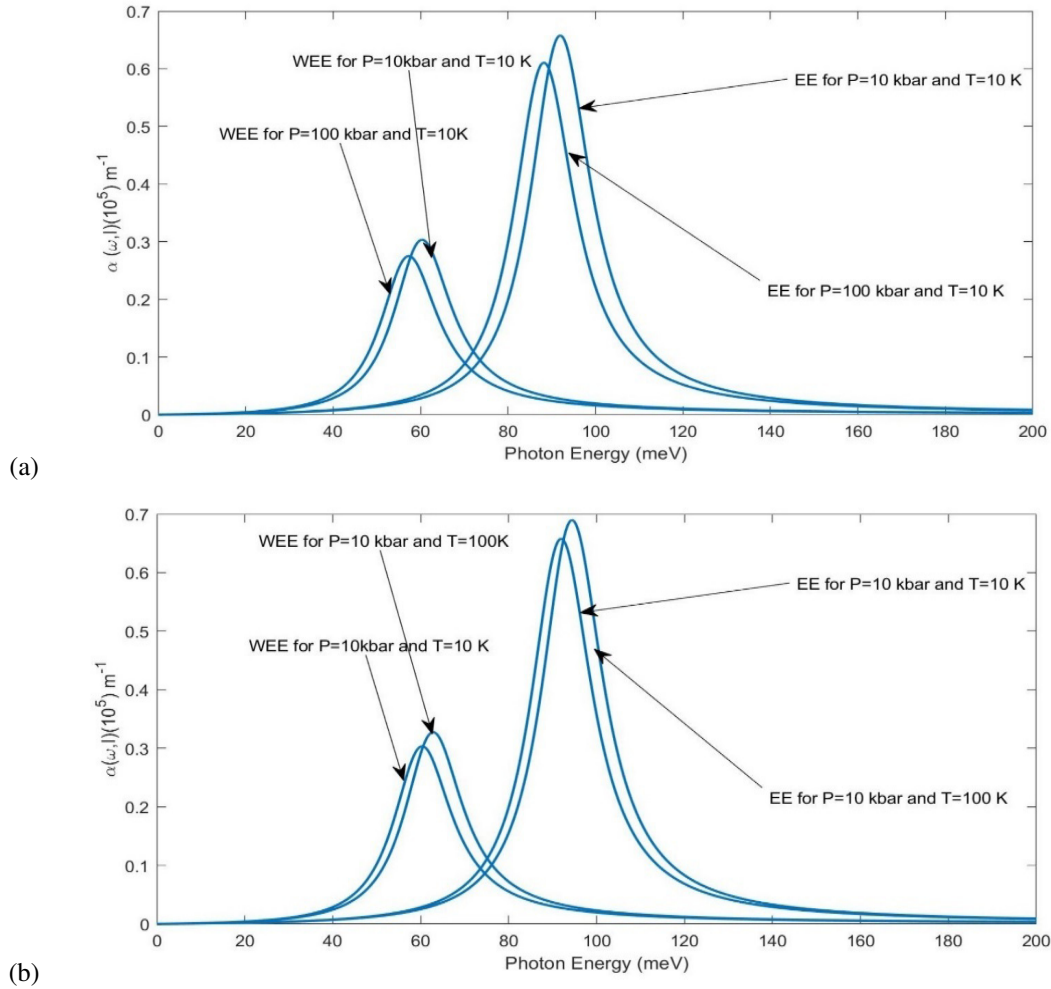 0.7
0.6
0.5
0.4
0.3
0.2
0.1
0
α (ω,I)(10⁵) m⁻¹
WEE for P=10kbar and T=10 K
WEE for P=100 kbar and T=10K
EE for P=10 kbar and T=10 K
EE for P=100 kbar and T=10 K
0 20 40 60 80 100 120 140 160 180 200
Photon Energy (meV)
(a)
0.7
0.6
0.5
0.4
0.3
0.2
0.1
0
α(ω,I)(10⁵) m⁻¹
WEE for P=10 kbar and T=100K
WEE for P=10kbar and T=10 K
EE for P=10 kbar and T=10 K
EE for P=10 kbar and T=100 K
0 20 40 60 80 100 120 140 160 180 200
Photon Energy (meV)
(b)